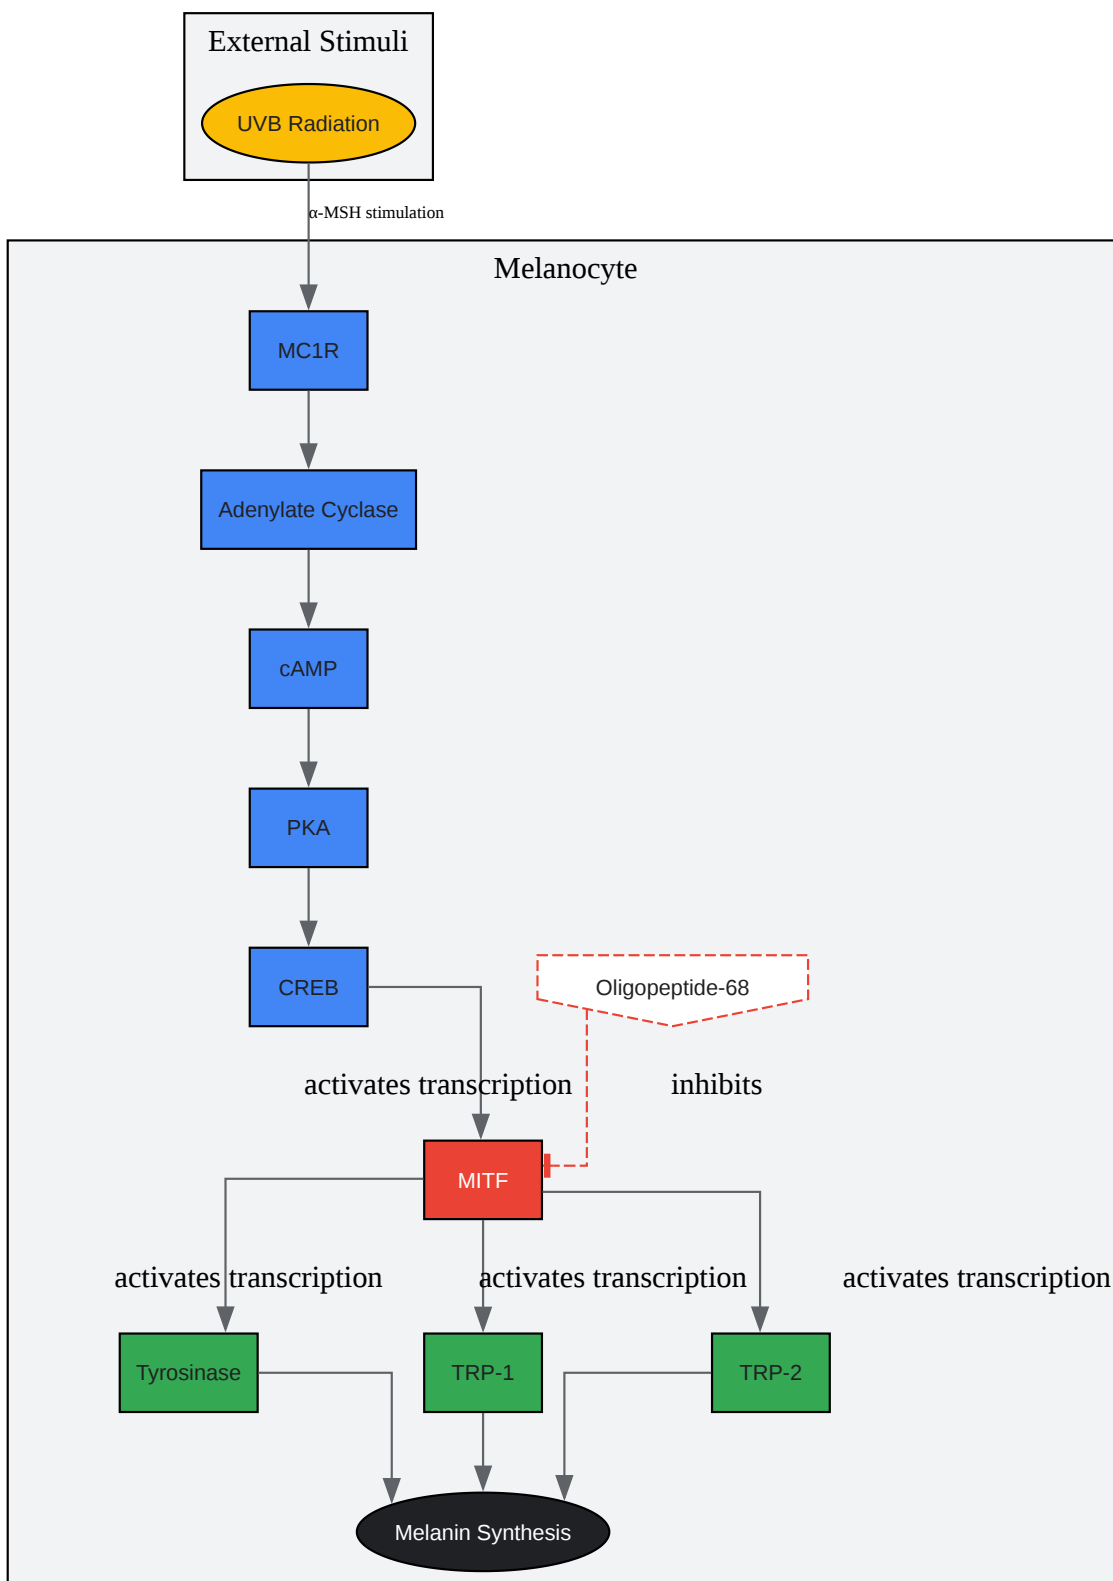 External Stimuli
UVB Radiation
α-MSH stimulation
Melanocyte
MC1R
Adenylate Cyclase
cAMP
PKA
CREB
Oligopeptide-68
activates transcription
inhibits
MITF
activates transcription
activates transcription
activates transcription
Tyrosinase
TRP-1
TRP-2
Melanin Synthesis